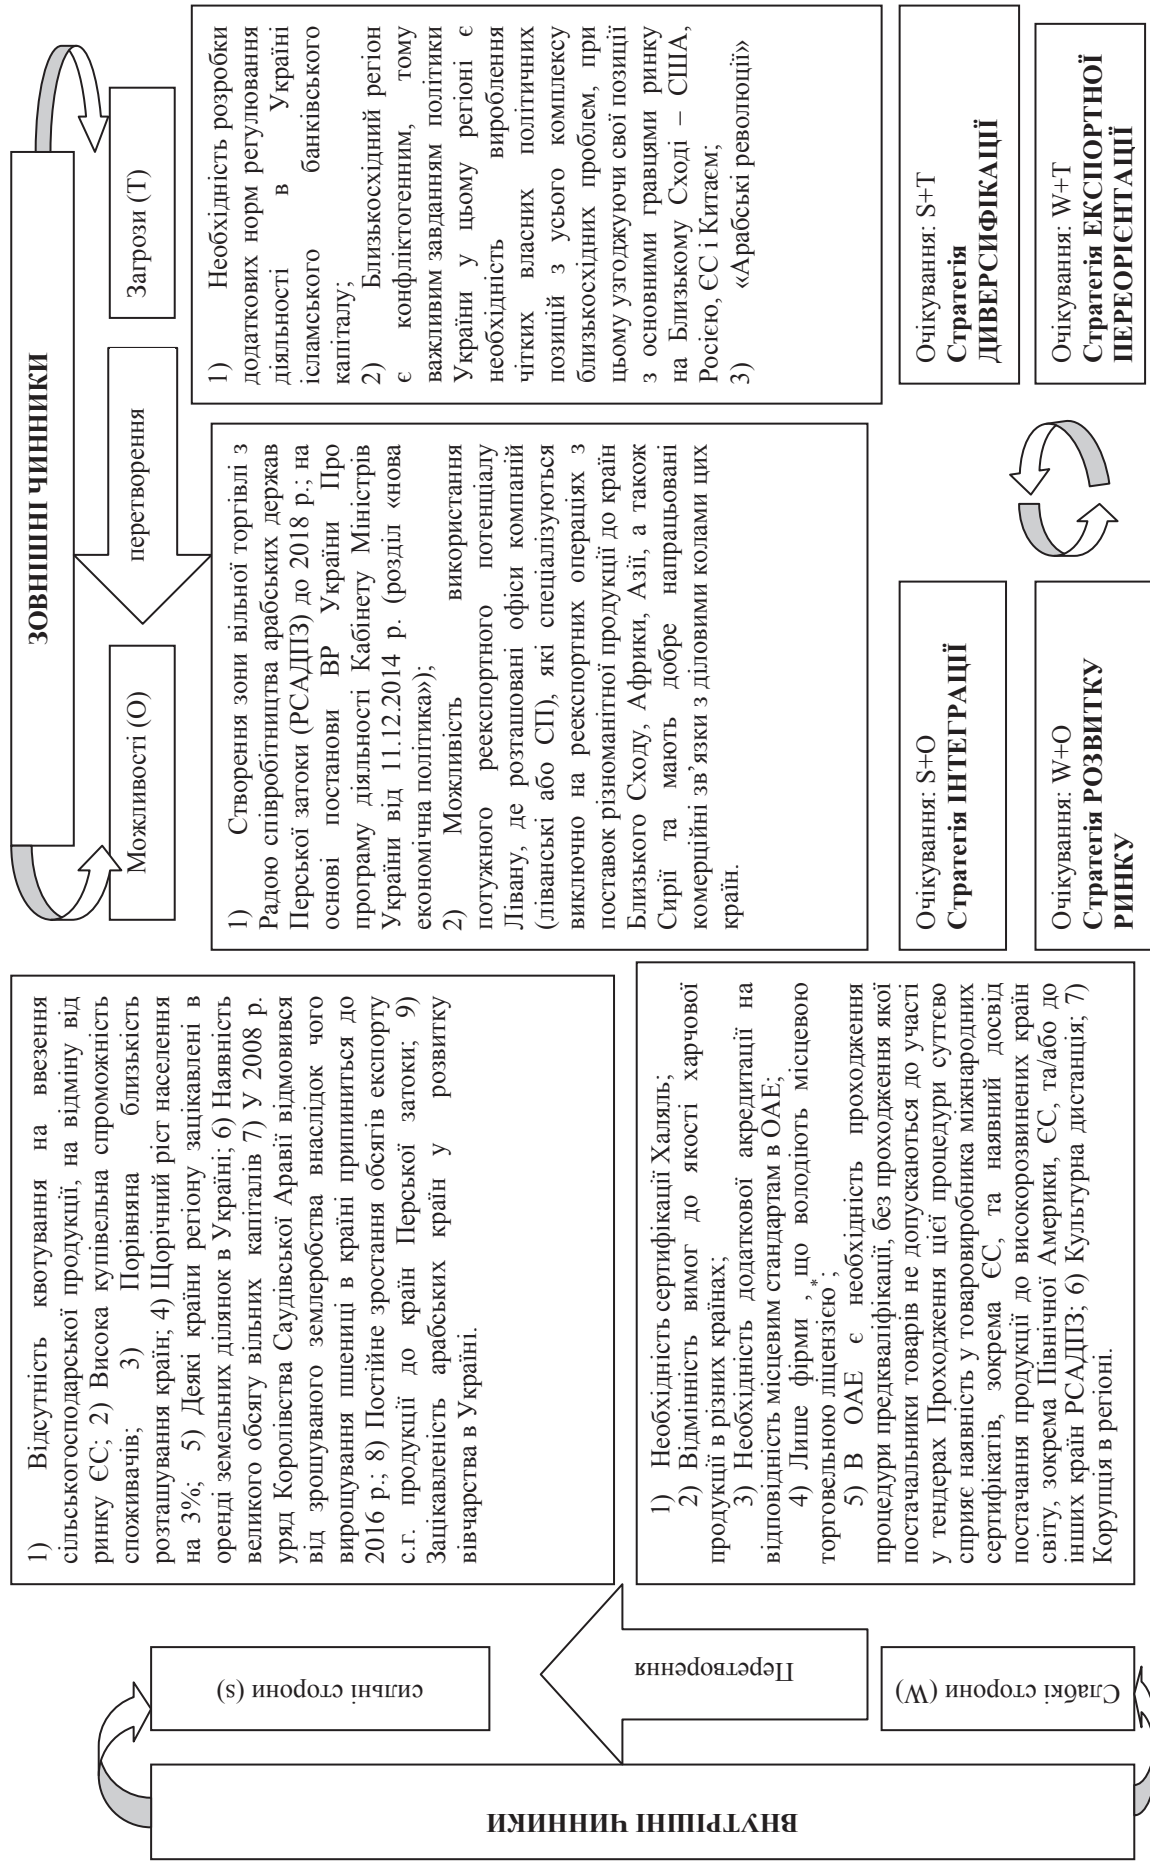 ЗОВНІШНІ ЧИННИКИ
Можливості (O)
перетворення
Загрози (T)
ВНУТРІШНІ ЧИННИКИ
сильні сторони (s)
Перетворення
Слабкі сторони (W)
1) Відсутність квотування на ввезення
сільськогосподарської продукції, на відміну від
ринку ЄС; 2) Висока купівельна спроможність
споживачів; 3) Порівняна близькість
розташування країн; 4) Щорічний ріст населення
на 3%; 5) Деякі країни регіону зацікавлені в
оренді земельних ділянок в Україні; 6) Наявність
великого обсягу вільних капіталів 7) У 2008 р.
уряд Королівства Саудівської Аравії відмовився
від зрошуваного землеробства внаслідок чого
вирощування пшениці в країні припиниться до
2016 р.; 8) Постійне зростання обсягів експорту
с.г. продукції до країн Перської затоки; 9)
Зацікавленість арабських країн у розвитку
вівчарства в Україні.
1) Створення зони вільної торгівлі з
Радою співробітництва арабських держав
Перської затоки (РСАДПЗ) до 2018 р.; на
основі постанови ВР України Про
програму діяльності Кабінету Міністрів
України від 11.12.2014 р. (розділ «нова
економічна політика»);
2) Можливість використання
потужного реекспортного потенціалу
Лівану, де розташовані офіси компаній
(ліванські або СП), які спеціалізуються
виключно на реекспортних операціях з
поставок різноманітної продукції до країн
Близького Сходу, Африки, Азії, а також
Сирії та мають добре напрацьовані
комерційні зв’язки з діловими колами цих
країн.
1) Необхідність розробки
додаткових норм регулювання
діяльності в Україні
ісламського банківського
капіталу;
2) Близькосхідний регіон
є конфліктогенним, тому
важливим завданням політики
України у цьому регіоні є
необхідність вироблення
чітких власних політичних
позицій з усього комплексу
близькосхідних проблем, при
цьому узгоджуючи свої позиції
з основними гравцями ринку
на Близькому Сході – США,
Росією, ЄС і Китаєм;
3) «Арабські революції»
1) Необхідність сертифікації Халяль;
2) Відмінність вимог до якості харчової
продукції в різних країнах;
3) Необхідність додаткової акредитації на
відповідність місцевим стандартам в ОАЕ;
4) Лише фірми , що володіють місцевою
торговельною ліцензією*;
5) В ОАЕ є необхідність проходження
процедури предкваліфікації, без проходження якої
постачальники товарів не допускаються до участі
у тендерах Проходження цієї процедури суттєво
сприяє наявність у товаровиробника міжнародних
сертифікатів, зокрема ЄС, та наявний досвід
постачання продукції до високорозвинених країн
світу, зокрема Північної Америки, ЄС, та/або до
інших країн РСАДПЗ; 6) Культурна дистанція; 7)
Корупція в регіоні.
Очікування: S+O
Стратегія ІНТЕГРАЦІЇ
Очікування: S+T
Стратегія
ДИВЕРСИФІКАЦІЇ
Очікування: W+O
Стратегія РОЗВИТКУ
РИНКУ
Очікування: W+T
Стратегія ЕКСПОРТНОЇ
ПЕРЕОРІЄНТАЦІЇ